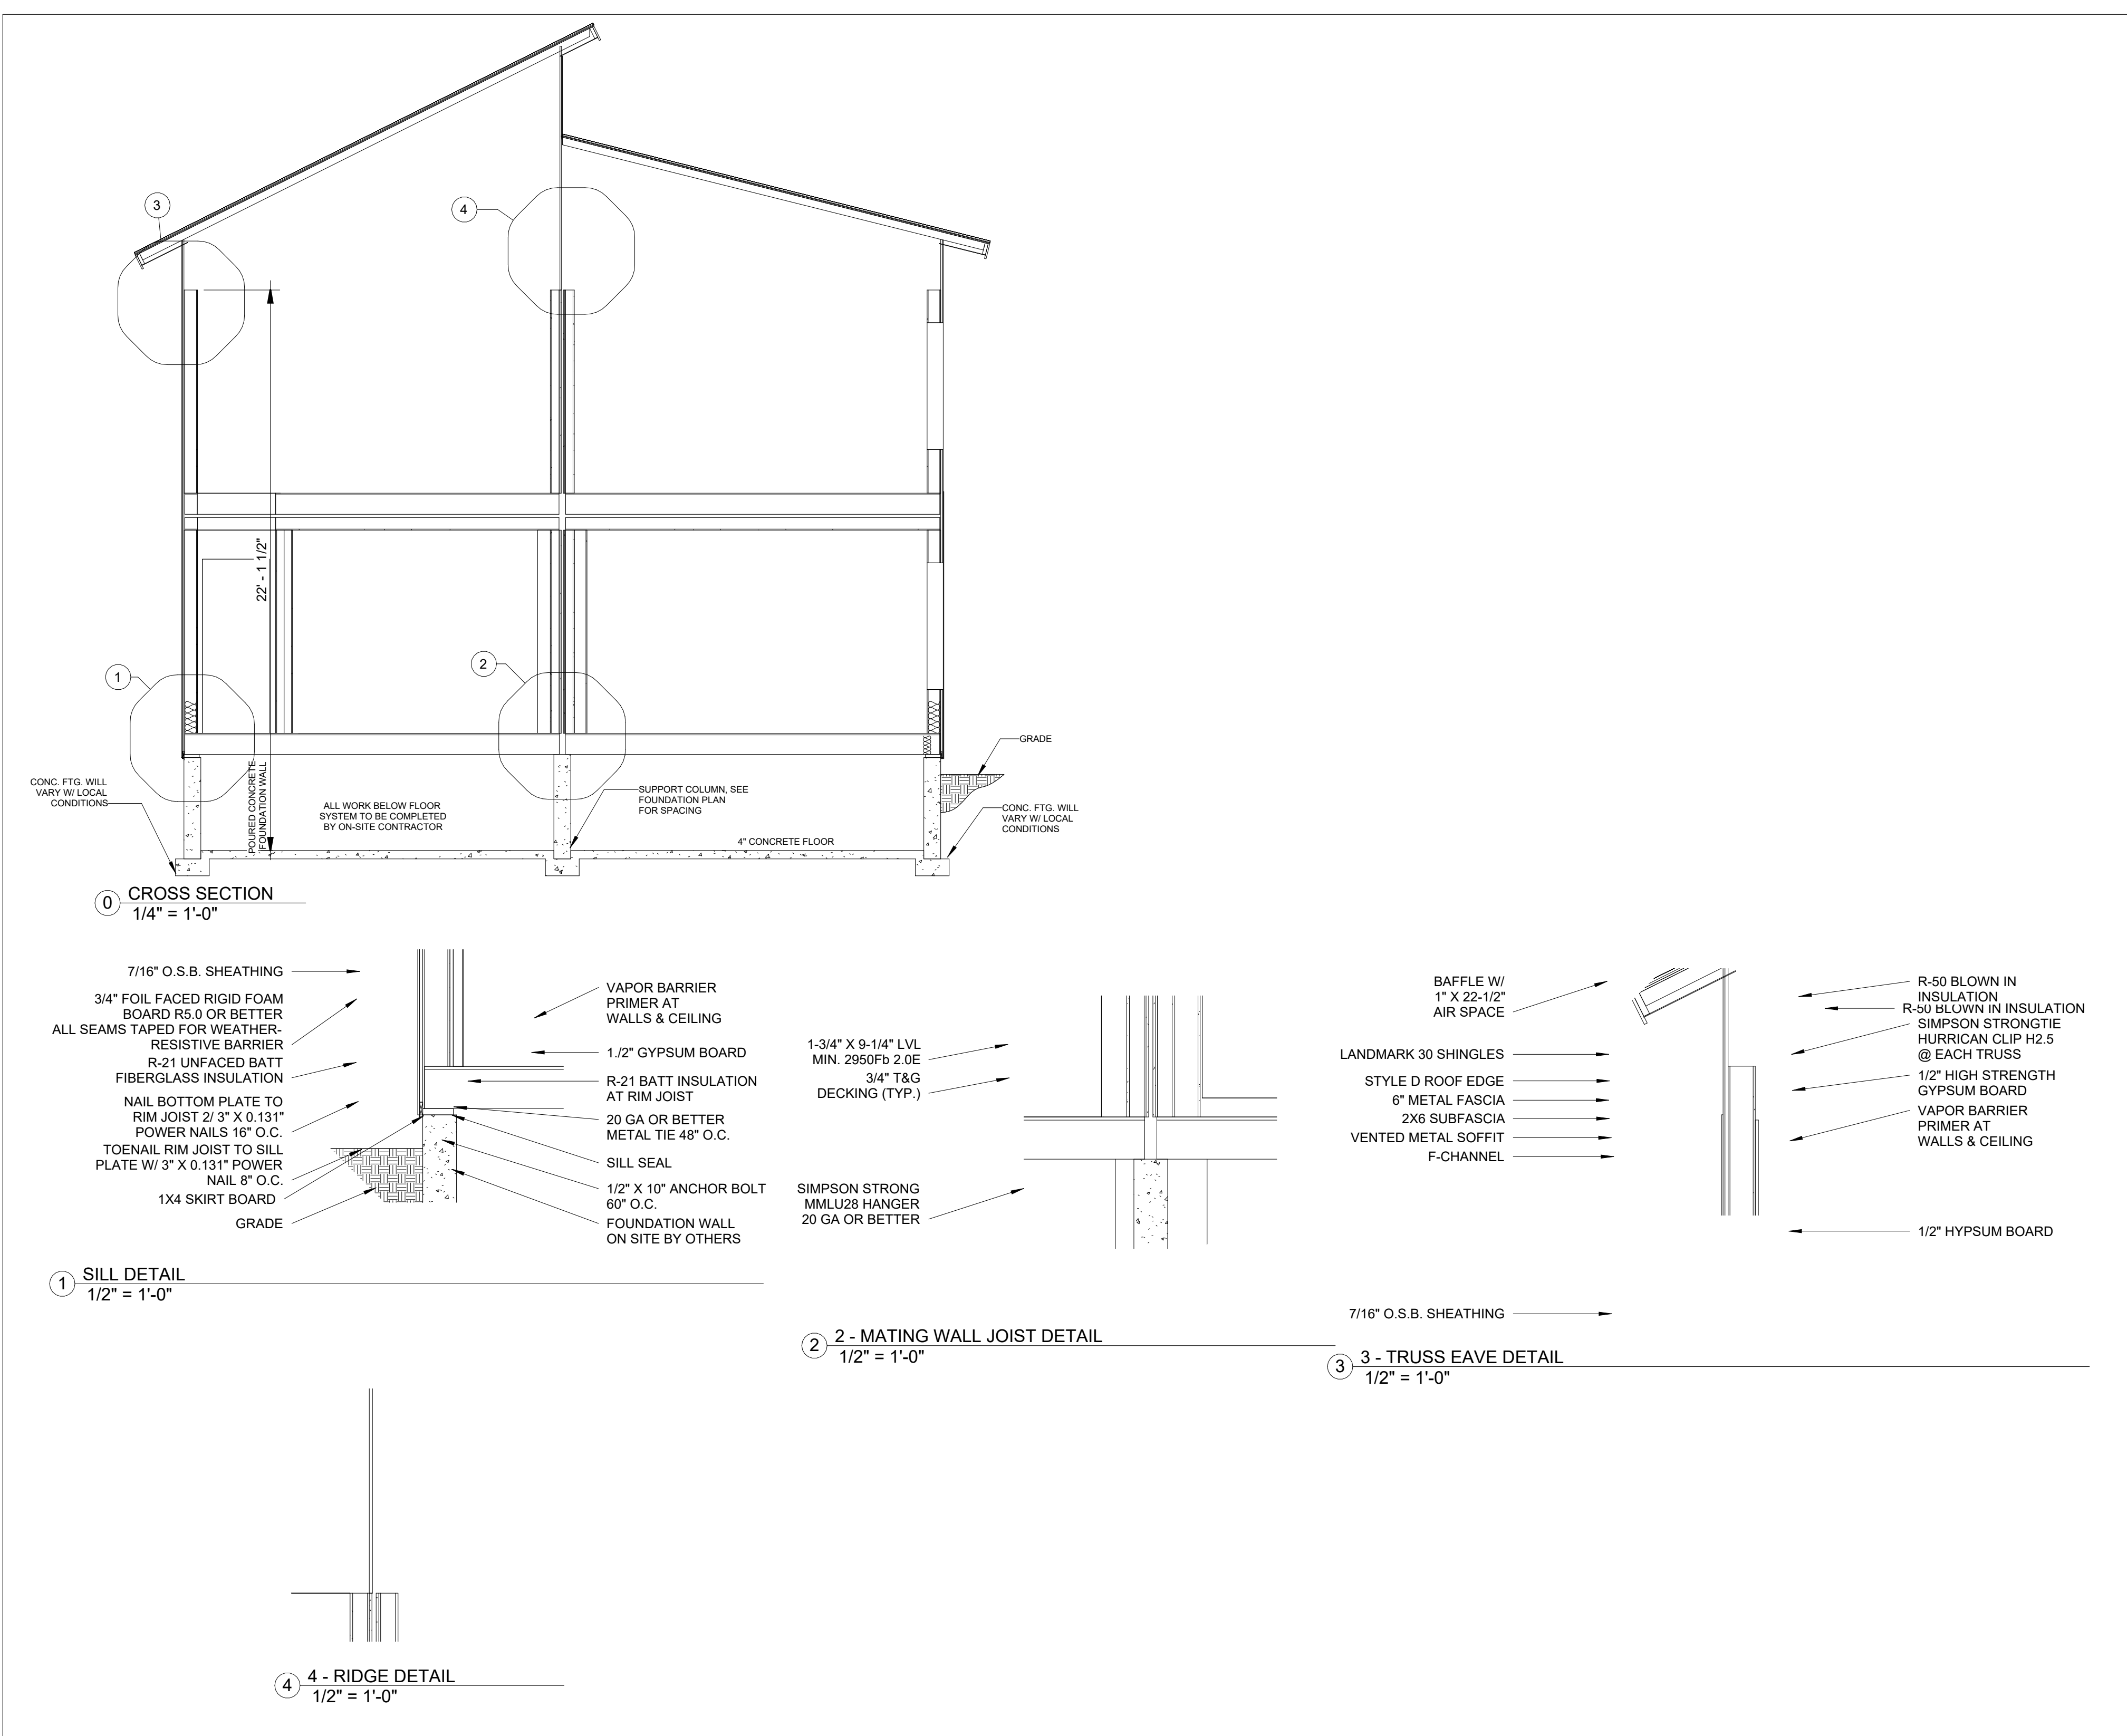 3
4
22' - 1 1/2"
1
2
GRADE
CONC. FTG. WILL
VARY W/ LOCAL
CONDITIONS
POURED CONCRETE
FOUNDATION WALL
ALL WORK BELOW FLOOR
SYSTEM TO BE COMPLETED
BY ON-SITE CONTRACTOR
SUPPORT COLUMN, SEE
FOUNDATION PLAN
FOR SPACING
4" CONCRETE FLOOR
CONC. FTG. WILL
VARY W/ LOCAL
CONDITIONS
0 CROSS SECTION
1/4" = 1'-0"
7/16" O.S.B. SHEATHING
3/4" FOIL FACED RIGID FOAM
BOARD R5.0 OR BETTER
ALL SEAMS TAPED FOR WEATHER-
RESISTIVE BARRIER
R-21 UNFACED BATT
FIBERGLASS INSULATION
NAIL BOTTOM PLATE TO
RIM JOIST 2/ 3" X 0.131"
POWER NAILS 16" O.C.
TOENAIL RIM JOIST TO SILL
PLATE W/ 3" X 0.131" POWER
NAIL 8" O.C.
1X4 SKIRT BOARD
GRADE
VAPOR BARRIER
PRIMER AT
WALLS & CEILING
1./2" GYPSUM BOARD
R-21 BATT INSULATION
AT RIM JOIST
20 GA OR BETTER
METAL TIE 48" O.C.
SILL SEAL
1/2" X 10" ANCHOR BOLT
60" O.C.
FOUNDATION WALL
ON SITE BY OTHERS
1 SILL DETAIL
1/2" = 1'-0"
1-3/4" X 9-1/4" LVL
MIN. 2950Fb 2.0E
3/4" T&G
DECKING (TYP.)
SIMPSON STRONG
MMLU28 HANGER
20 GA OR BETTER
2 2 - MATING WALL JOIST DETAIL
1/2" = 1'-0"
BAFFLE W/
1" X 22-1/2"
AIR SPACE
LANDMARK 30 SHINGLES
STYLE D ROOF EDGE
6" METAL FASCIA
2X6 SUBFASCIA
VENTED METAL SOFFIT
F-CHANNEL
7/16" O.S.B. SHEATHING
R-50 BLOWN IN
INSULATION
R-50 BLOWN IN INSULATION
SIMPSON STRONGTIE
HURRICAN CLIP H2.5
@ EACH TRUSS
1/2" HIGH STRENGTH
GYPSUM BOARD
VAPOR BARRIER
PRIMER AT
WALLS & CEILING
1/2" HYPSUM BOARD
3 3 - TRUSS EAVE DETAIL
1/2" = 1'-0"
4 4 - RIDGE DETAIL
1/2" = 1'-0"